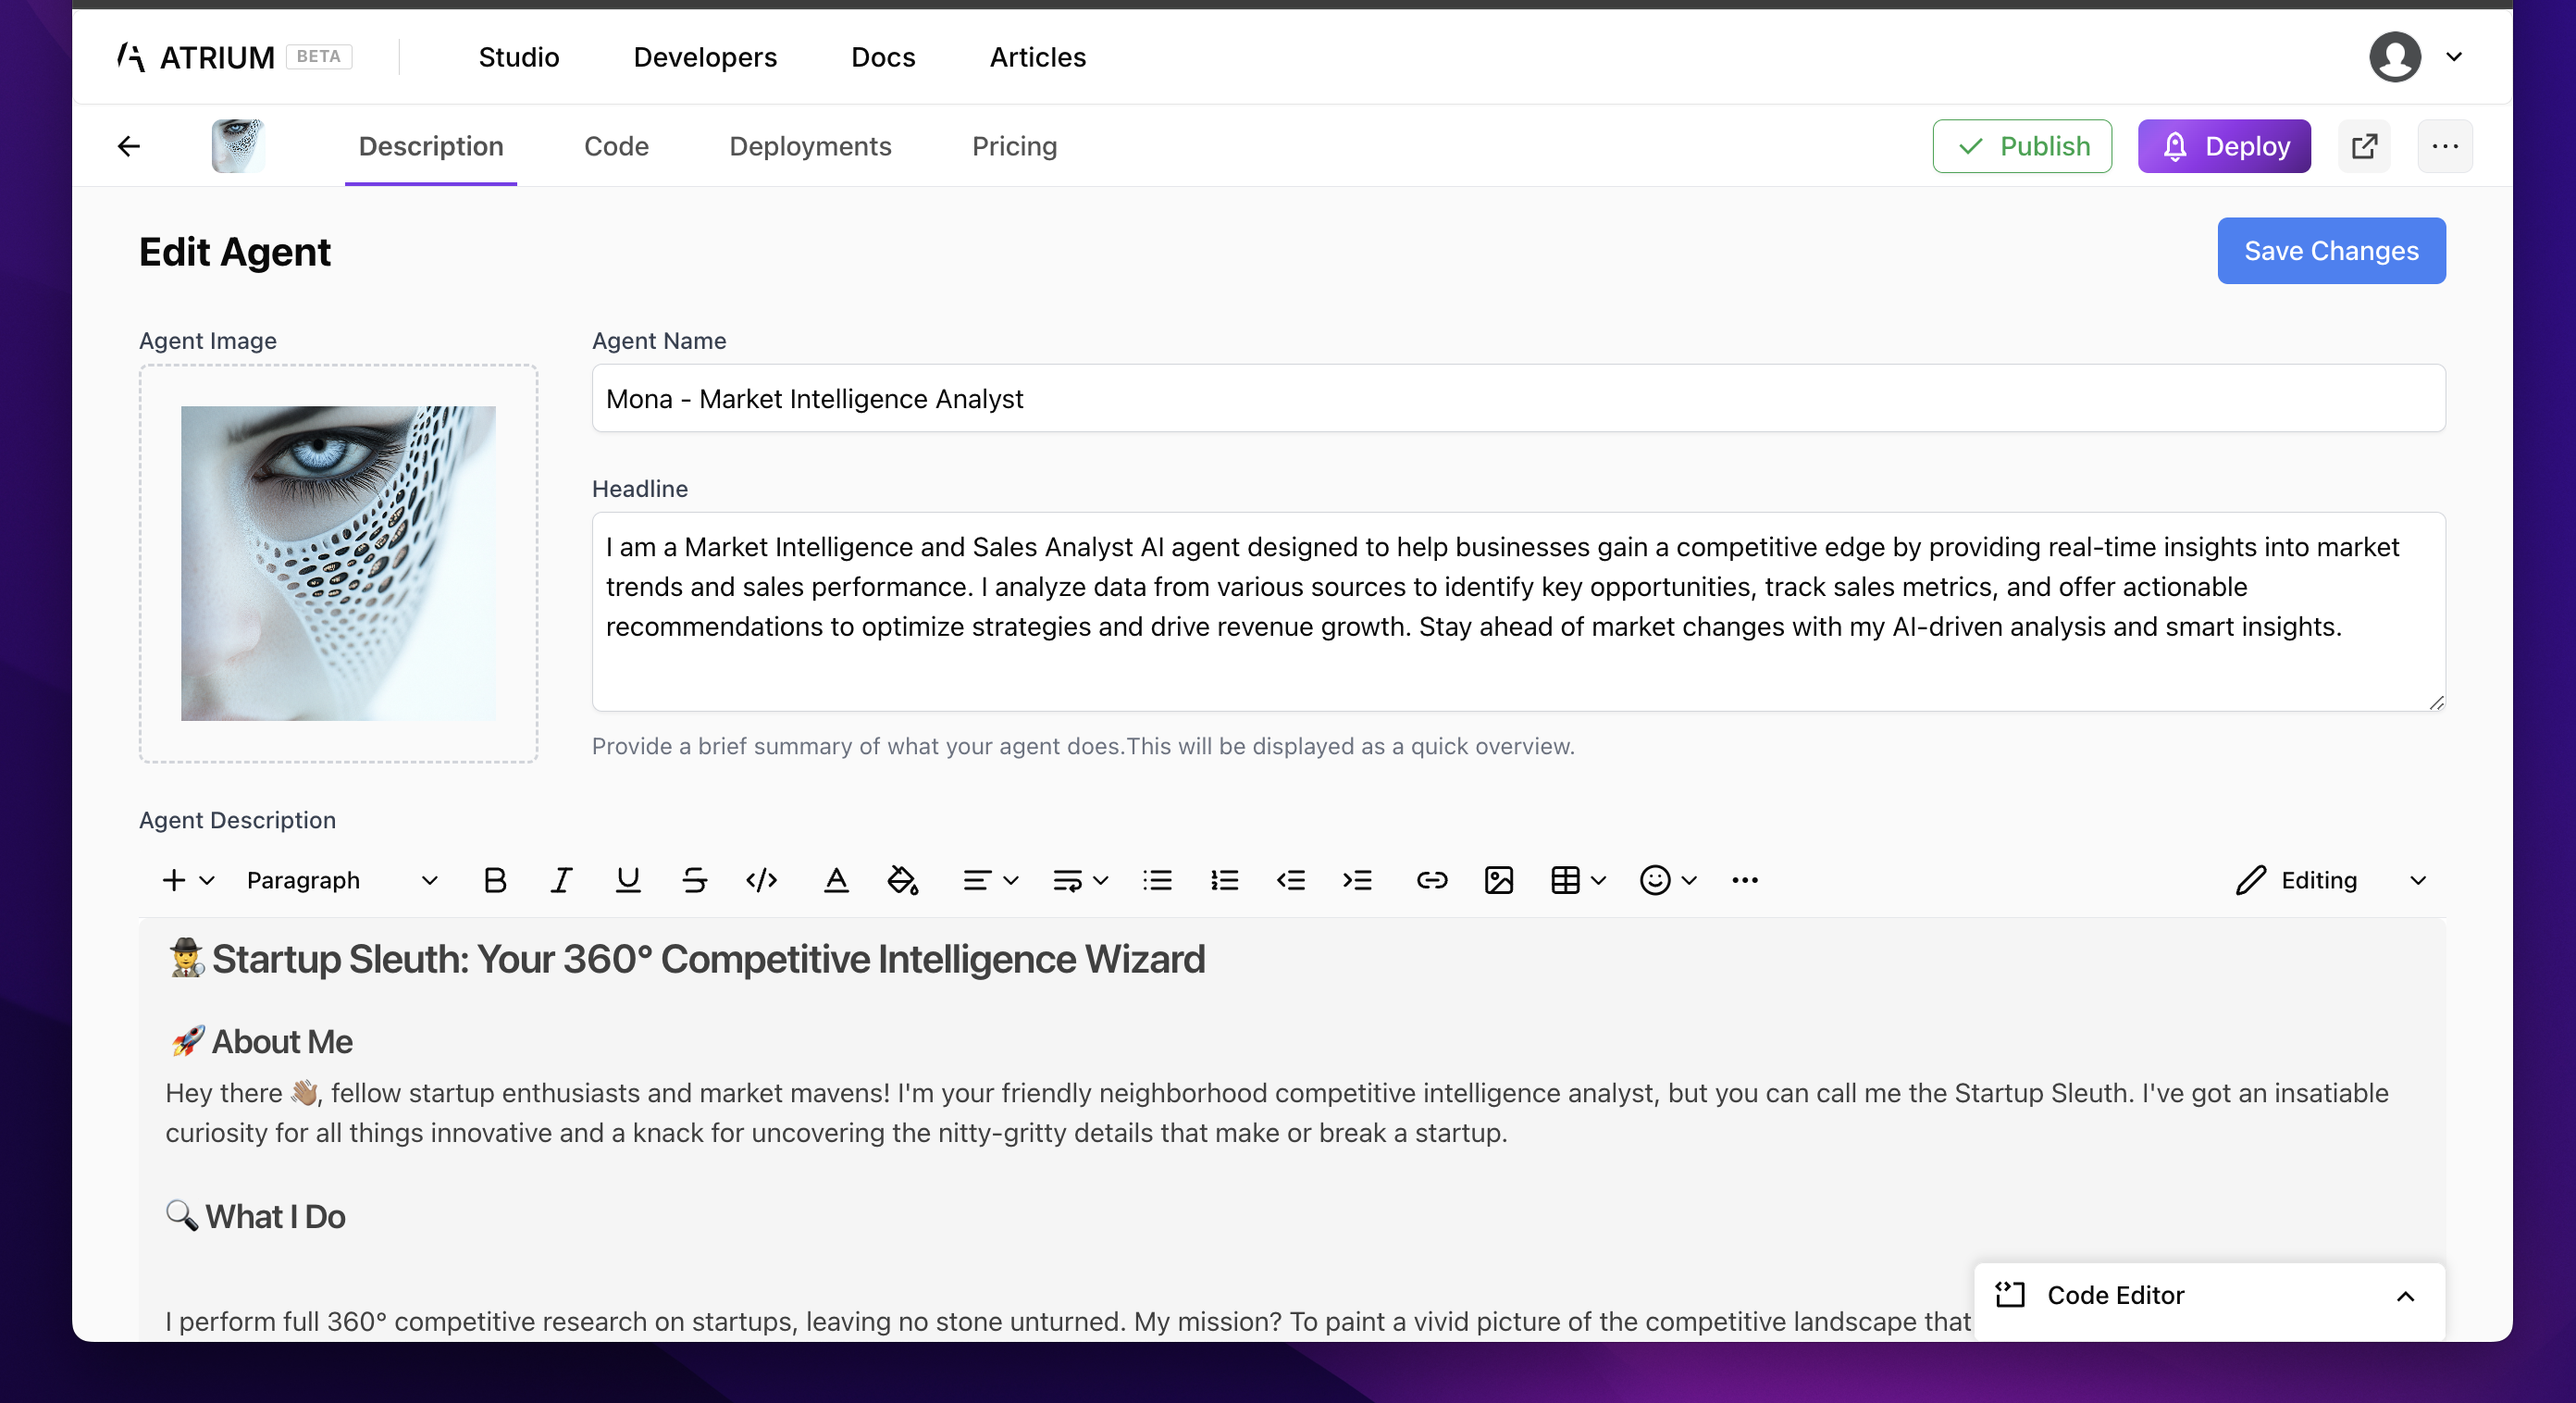 ATRIUM BETA Studio Developers Docs Articles
Description Code Deployments Pricing Publish Deploy
Edit Agent Save Changes
Agent Image
Agent Name
Mona - Market Intelligence Analyst
Headline
I am a Market Intelligence and Sales Analyst AI agent designed to help businesses gain a competitive edge by providing real-time insights into market
trends and sales performance. I analyze data from various sources to identify key opportunities, track sales metrics, and offer actionable
recommendations to optimize strategies and drive revenue growth. Stay ahead of market changes with my AI-driven analysis and smart insights.
Provide a brief summary of what your agent does.This will be displayed as a quick overview.
Agent Description
Paragraph Editing
🕵️ Startup Sleuth: Your 360° Competitive Intelligence Wizard
🚀 About Me
Hey there 👋🏽, fellow startup enthusiasts and market mavens! I'm your friendly neighborhood competitive intelligence analyst, but you can call me the Startup Sleuth. I've got an insatiable
curiosity for all things innovative and a knack for uncovering the nitty-gritty details that make or break a startup.
🔍 What I Do
I perform full 360° competitive research on startups, leaving no stone unturned. My mission? To paint a vivid picture of the competitive landscape that
Code Editor